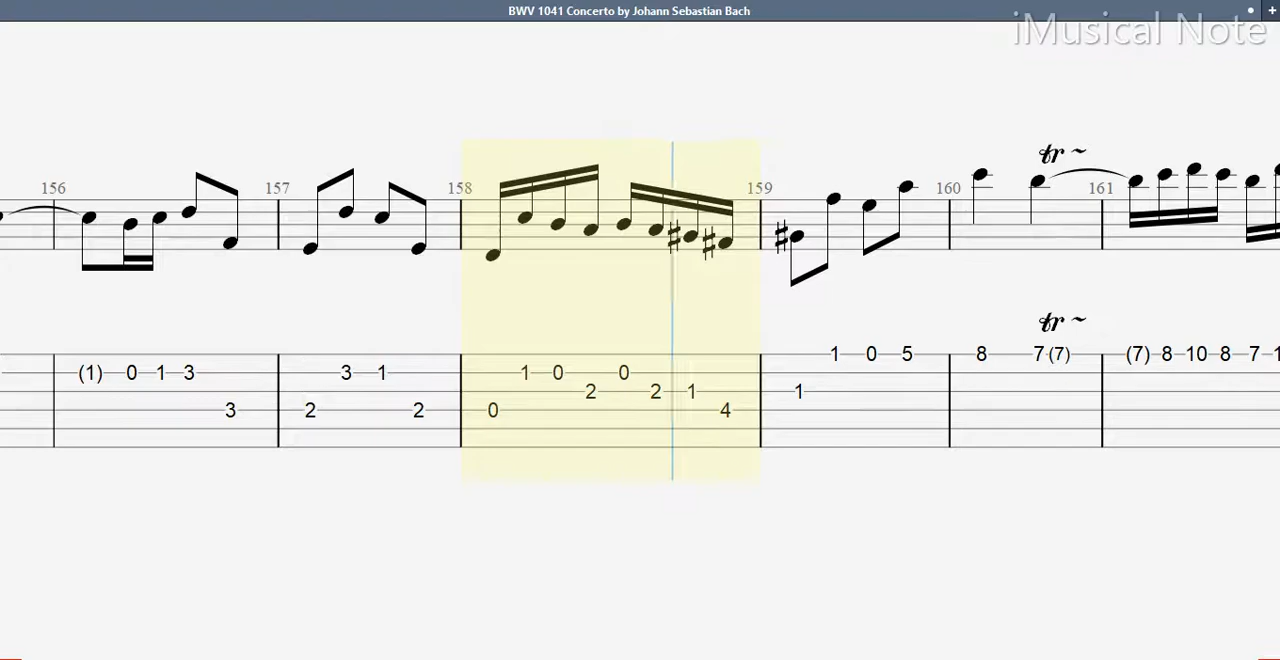 BWV 1041 Concerto by Johann Sebastian Bach
iMusical Note
156 157 158 159 160 161
tr
tr
1 0 5 8 7 (7) (7) 8 10 8 7 1
(1) 0 1 3 3 1 1 0 0
2 2 1 1
3 2 2 0 4